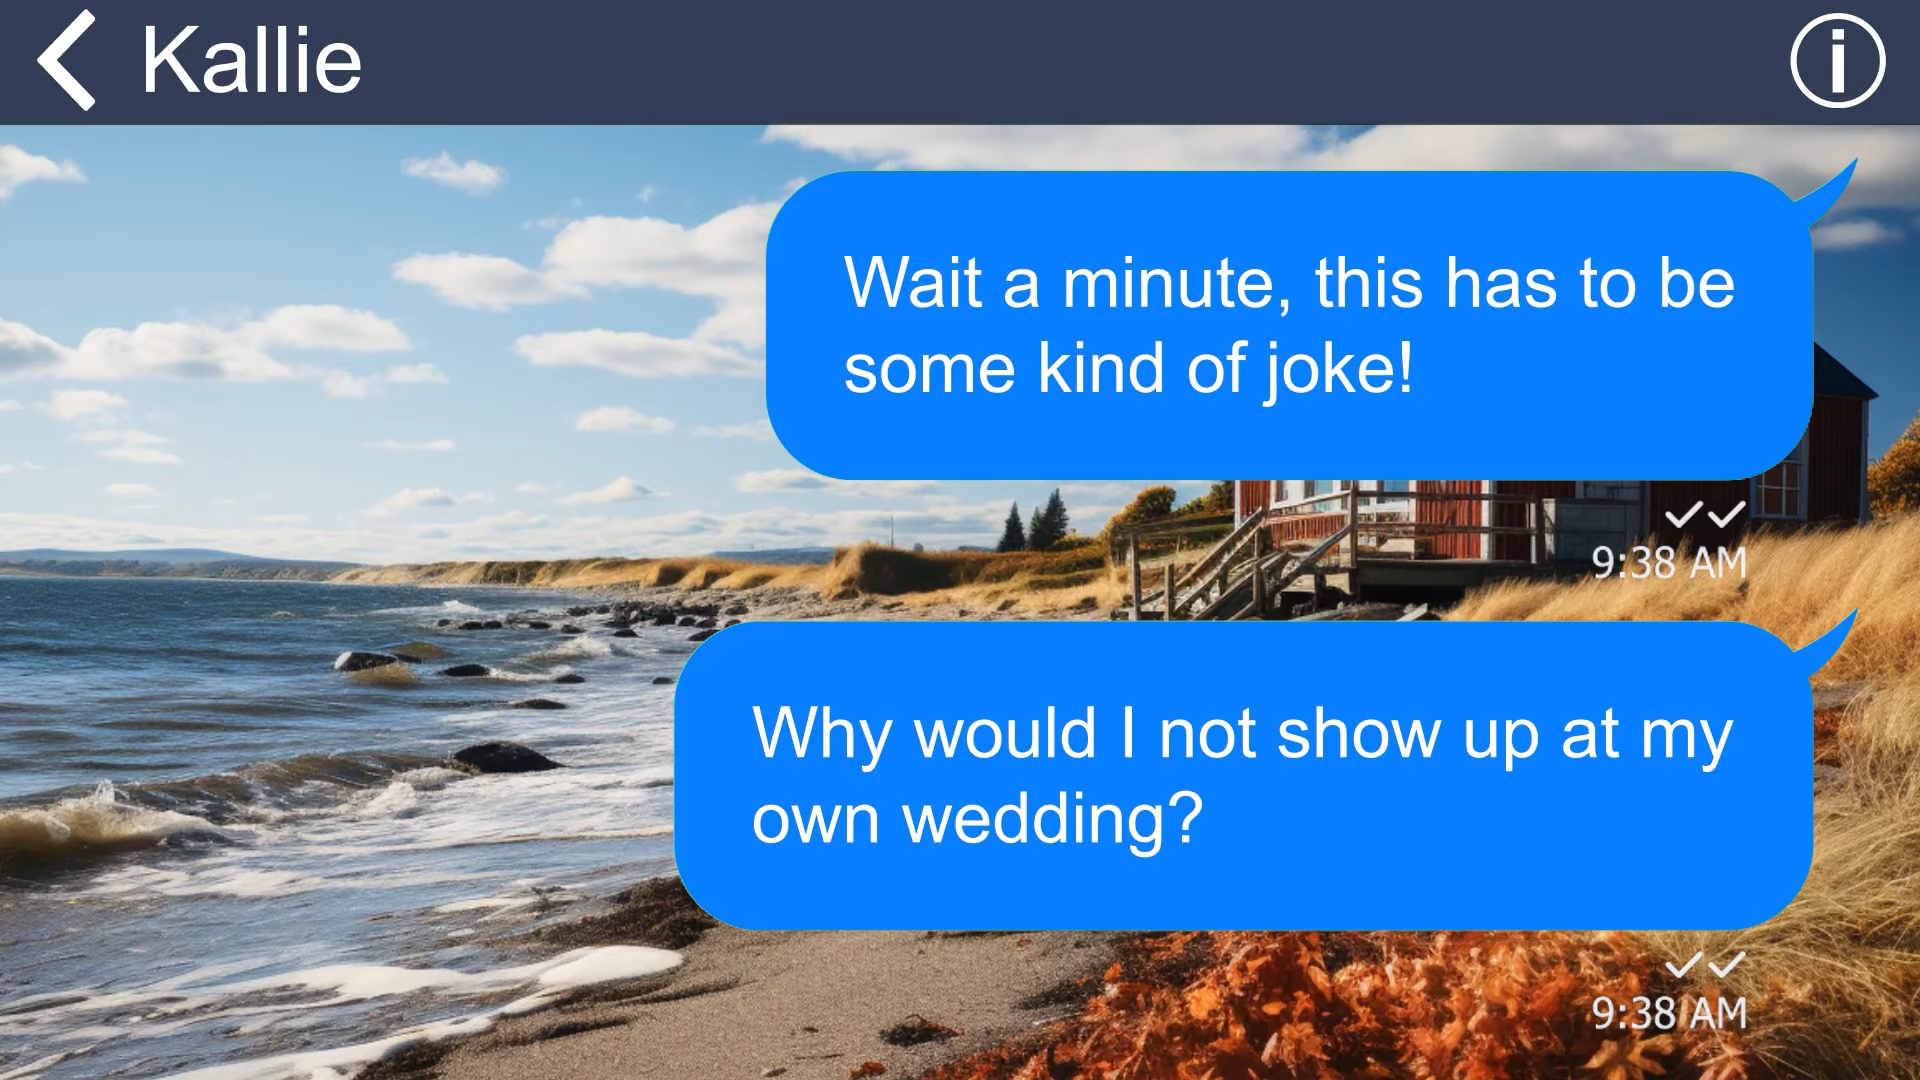 Kallie
Wait a minute, this has to be
some kind of joke!
9:38 AM
Why would I not show up at my
own wedding?
9:38 AM